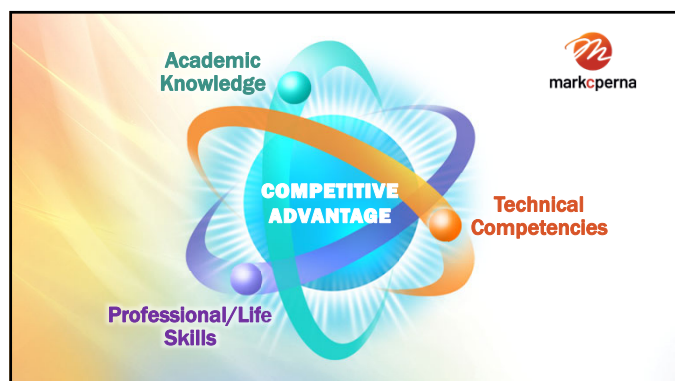 Academic
Knowledge
markcperna
COMPETITIVE
ADVANTAGE
Technical
Competencies
Professional/Life
Skills